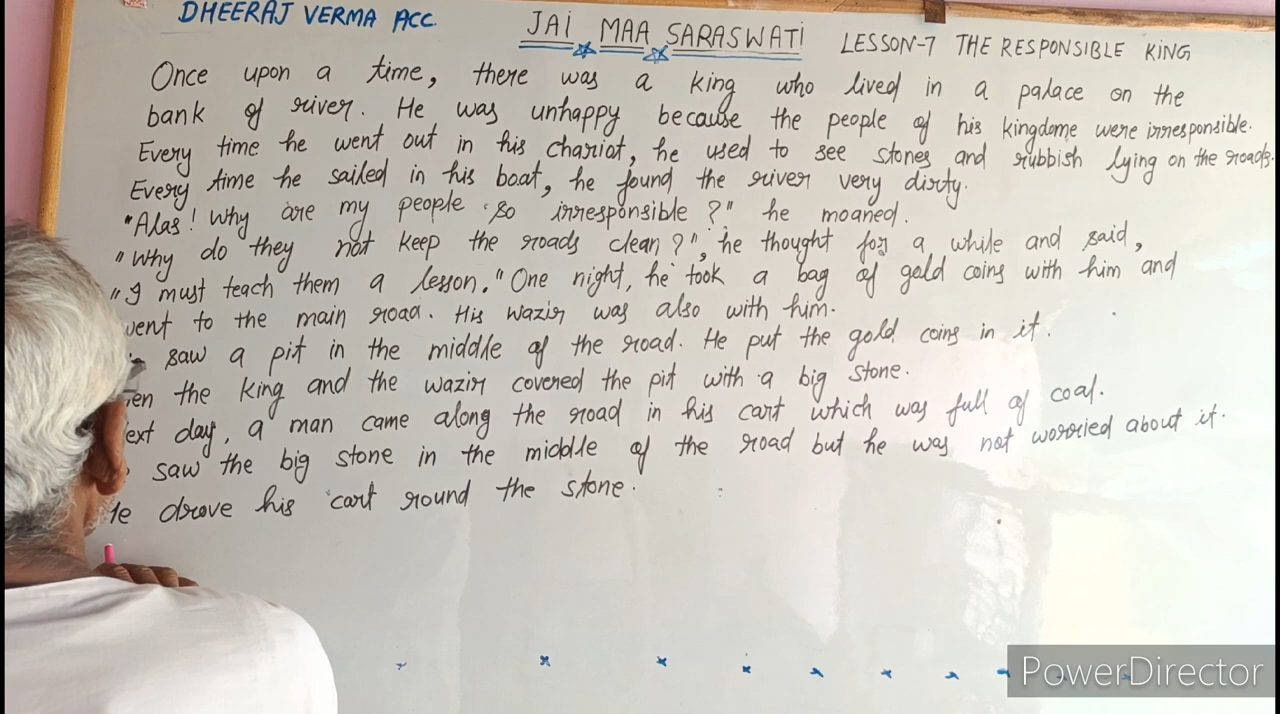 DHEERAJ VERMA ACC.
JAI MAA SARASWATI
LESSON-7 THE RESPONSIBLE KING
Once upon a time, there was a king who lived in a palace on the
bank of river. He was unhappy because the people of his kingdome were irresponsible.
Every time he went out in his chariot, he used to see stones and rubbish lying on the roads.
Every time he sailed in his boat, he found the river very dirty.
"Alas! Why are my people so irresponsible?" he moaned.
"Why do they not keep the roads clean?", he thought for a while and said,
"I must teach them a lesson." One night, he took a bag of gold coins with him and
went to the main road. His wazir was also with him.
saw a pit in the middle of the road. He put the gold coins in it.
the king and the wazir covered the pit with a big stone.
day, a man came along the road in his cart which was full of coal.
saw the big stone in the middle of the road but he was not worried about it.
He drove his cart round the stone.
PowerDirector